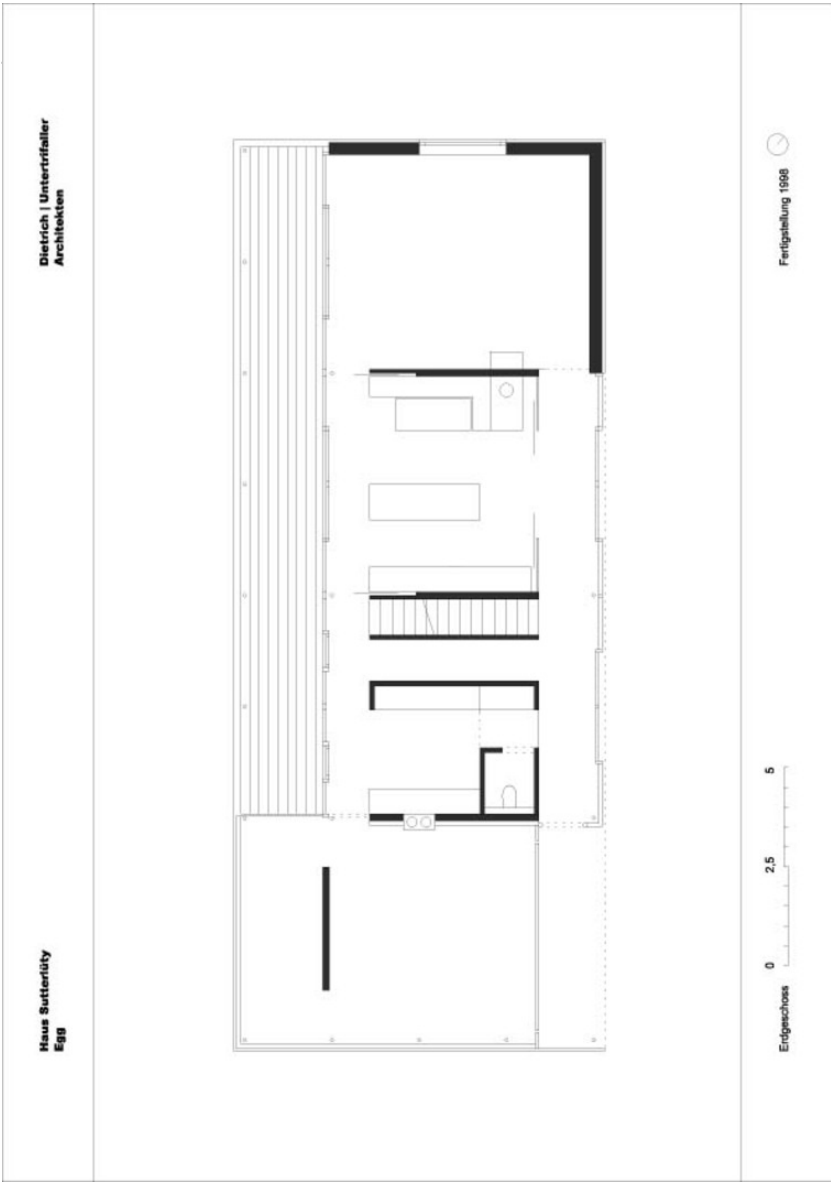 Haus Sutterlüty
Egg
Dietrich | Untertrifaller
Architekten
Erdgeschoss
0 2,5 5
Fertigstellung 1998